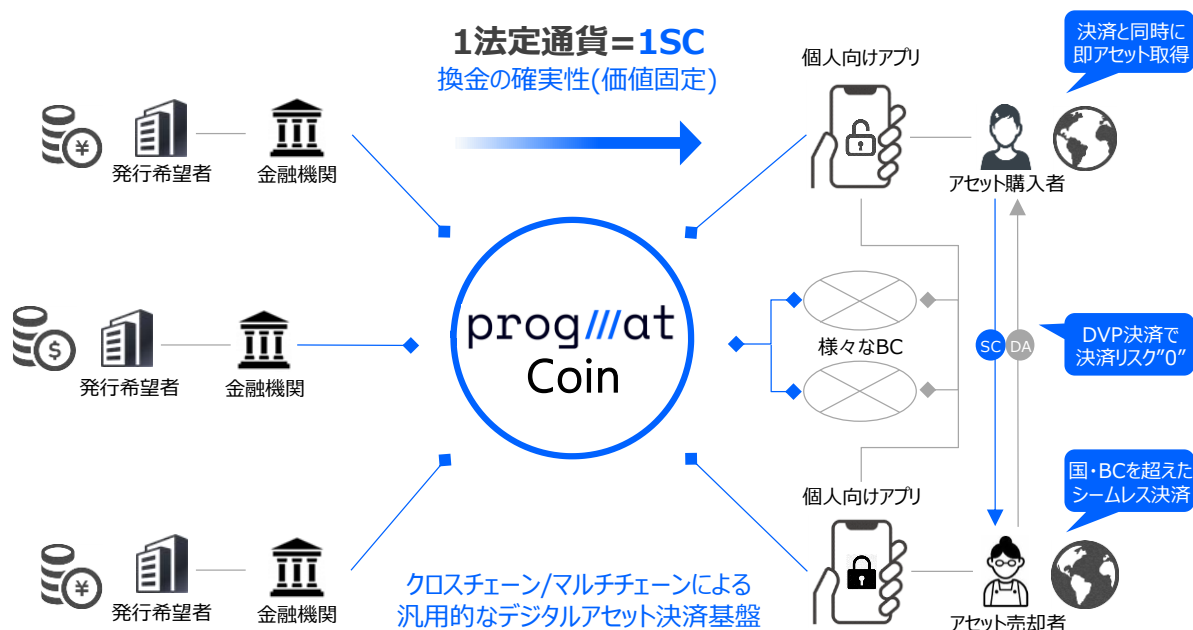 1法定通貨=1SC
換金の確実性(価値固定)
個人向けアプリ
決済と同時に
即アセット取得
¥
発行希望者
金融機関
アセット購入者
prog///at
Coin
$
発行希望者
金融機関
様々なBC
SC
DA
DVP決済で
決済リスク"0"
個人向けアプリ
国・BCを超えた
シームレス決済
¥
発行希望者
金融機関
クロスチェーン/マルチチェーンによる
汎用的なデジタルアセット決済基盤
アセット売却者